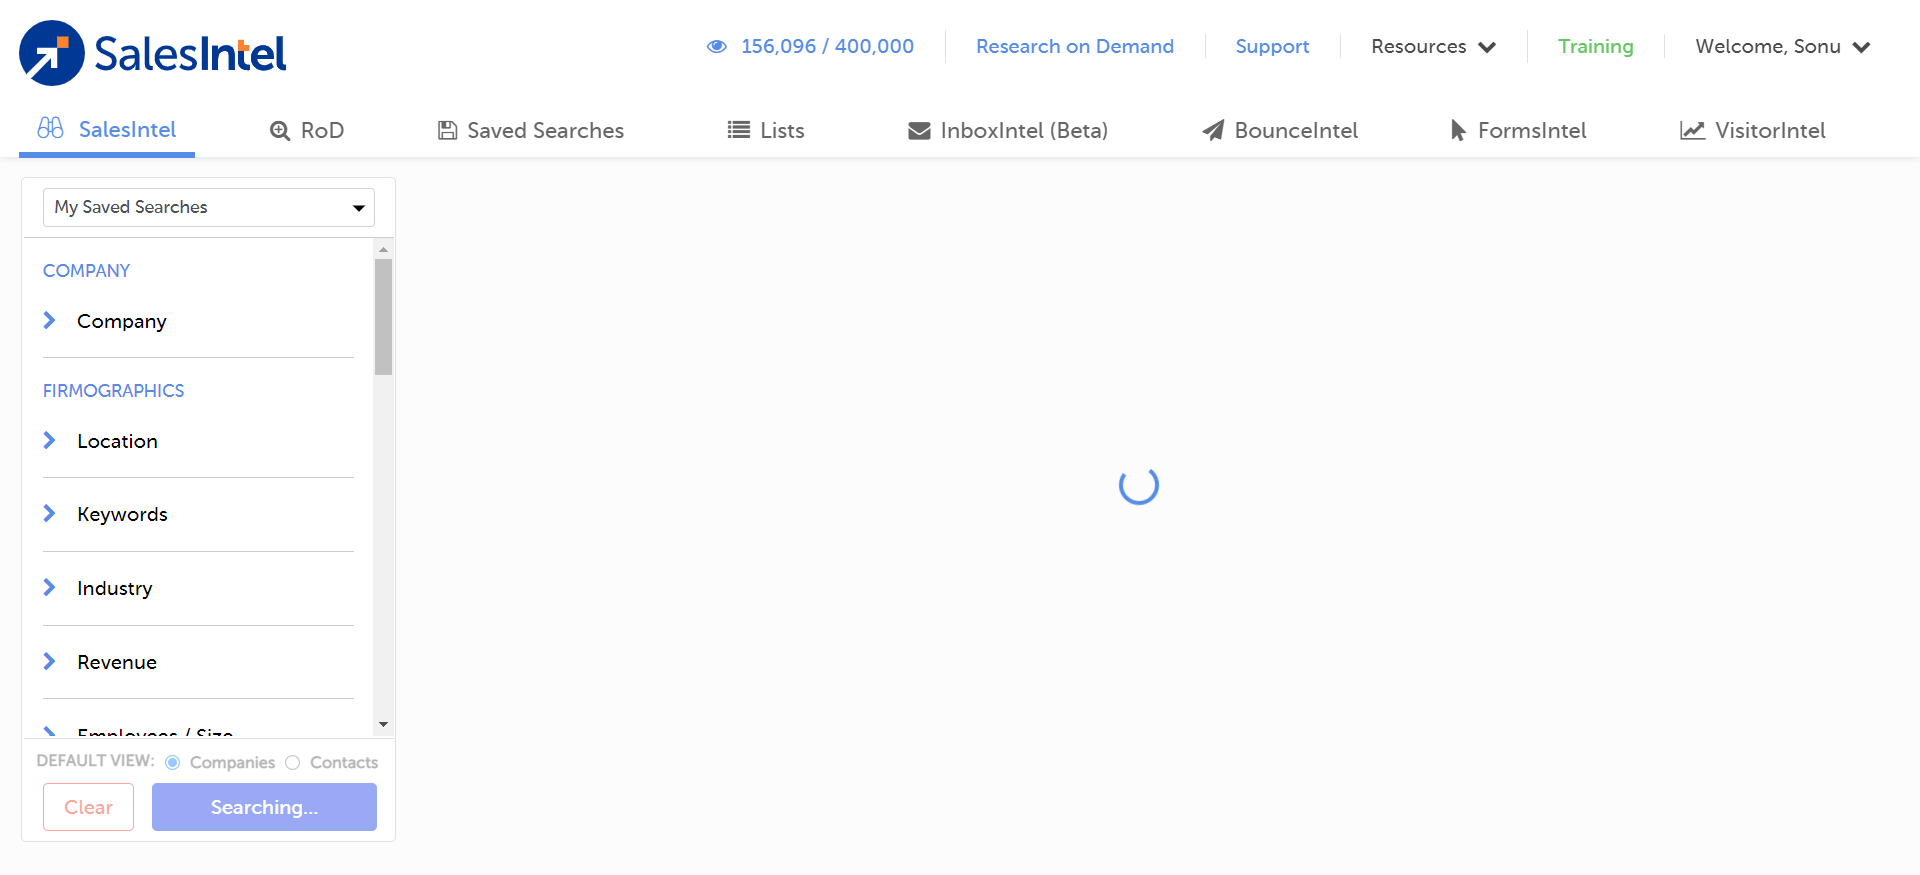 SalesIntel
156,096 / 400,000 Research on Demand Support Resources Training Welcome, Sonu
SalesIntel RoD Saved Searches Lists InboxIntel (Beta) BounceIntel FormsIntel VisitorIntel
My Saved Searches
COMPANY
Company
FIRMOGRAPHICS
Location
Keywords
Industry
Revenue
Employees / Size
DEFAULT VIEW: Companies Contacts
Clear Searching...